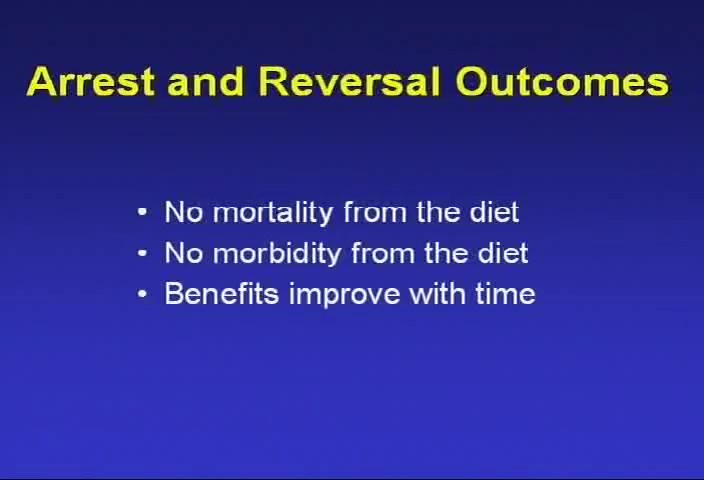 Arrest and Reversal Outcomes
• No mortality from the diet
• No morbidity from the diet
• Benefits improve with time